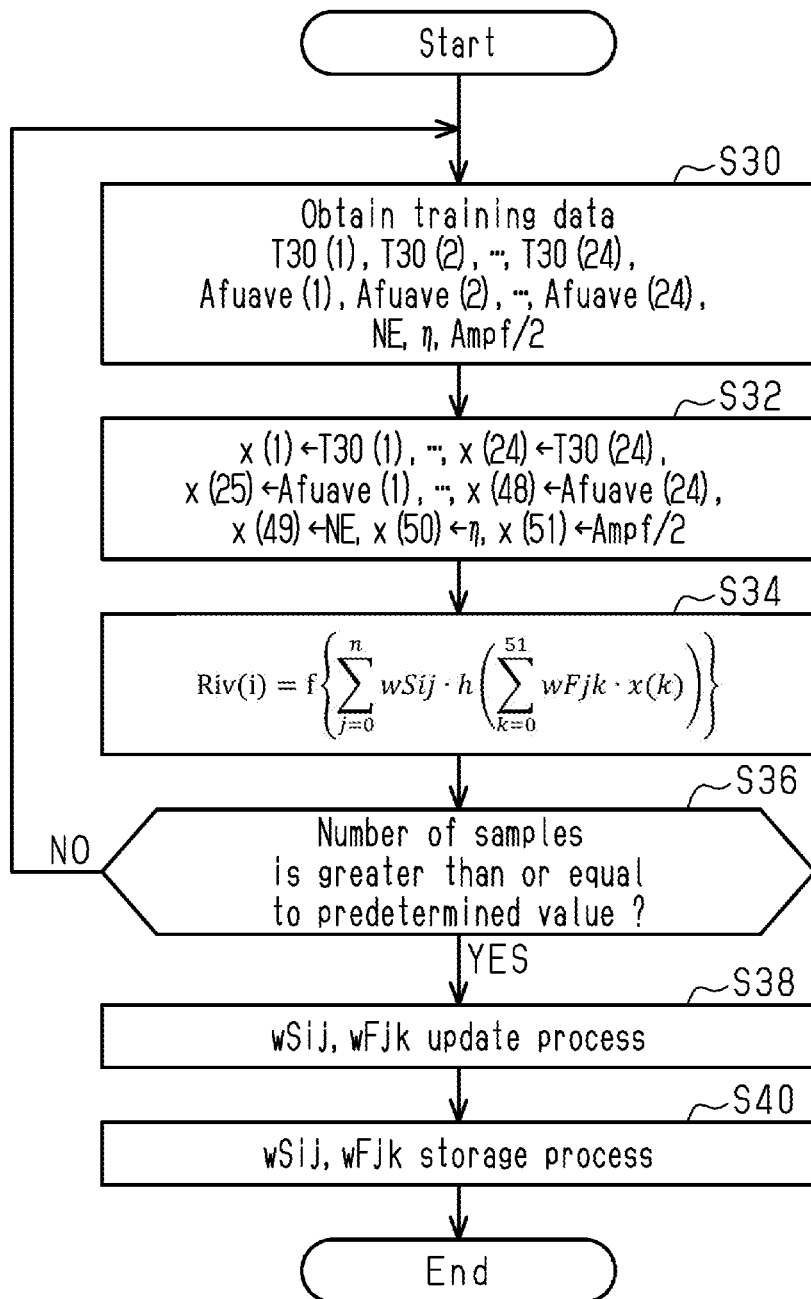 Start
S30
Obtain training data
T30 (1), T30 (2), …, T30 (24),
Afuave (1), Afuave (2), …, Afuave (24),
NE, η, Ampf/2
S32
x (1) ←T30 (1), …, x (24) ←T30 (24),
x (25) ←Afuave (1), …, x (48) ←Afuave (24),
x (49) ←NE, x (50) ←η, x (51) ←Ampf/2
S34
Riv(i) = f{∑_{j=0}^{n} wSij · h(∑_{k=0}^{51} wFjk · x(k))}
S36
Number of samples
is greater than or equal
to predetermined value ?
NO
YES
S38
wSij, wFjk update process
S40
wSij, wFjk storage process
End